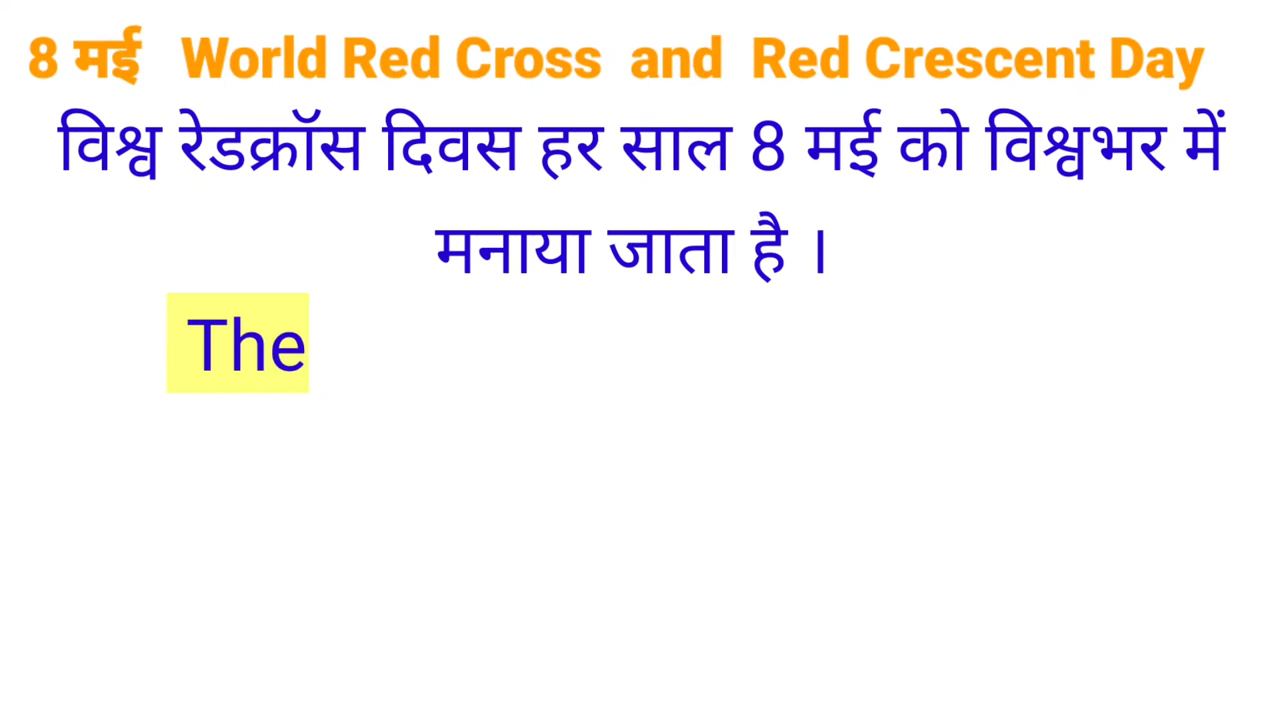 8 मई World Red Cross and Red Crescent Day
विश्व रेडक्रॉस दिवस हर साल 8 मई को विश्वभर में
मनाया जाता है ।
The